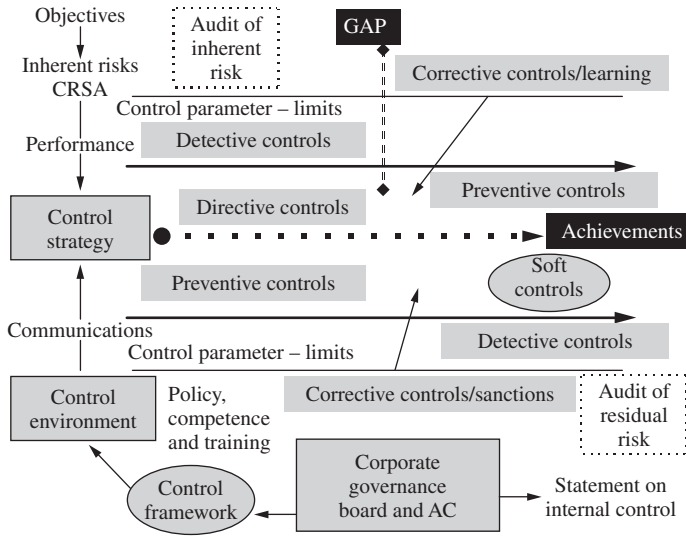 Objectives
Audit of
inherent
risk
GAP
Inherent risks
CRSA
Corrective controls/learning
Control parameter – limits
Performance
Detective controls
Preventive controls
Directive controls
Control
strategy
Achievements
Preventive controls
Soft
controls
Communications
Detective controls
Control parameter – limits
Control
environment
Policy,
competence
and training
Corrective controls/sanctions
Audit of
residual
risk
Control
framework
Corporate
governance
board and AC
Statement on
internal control